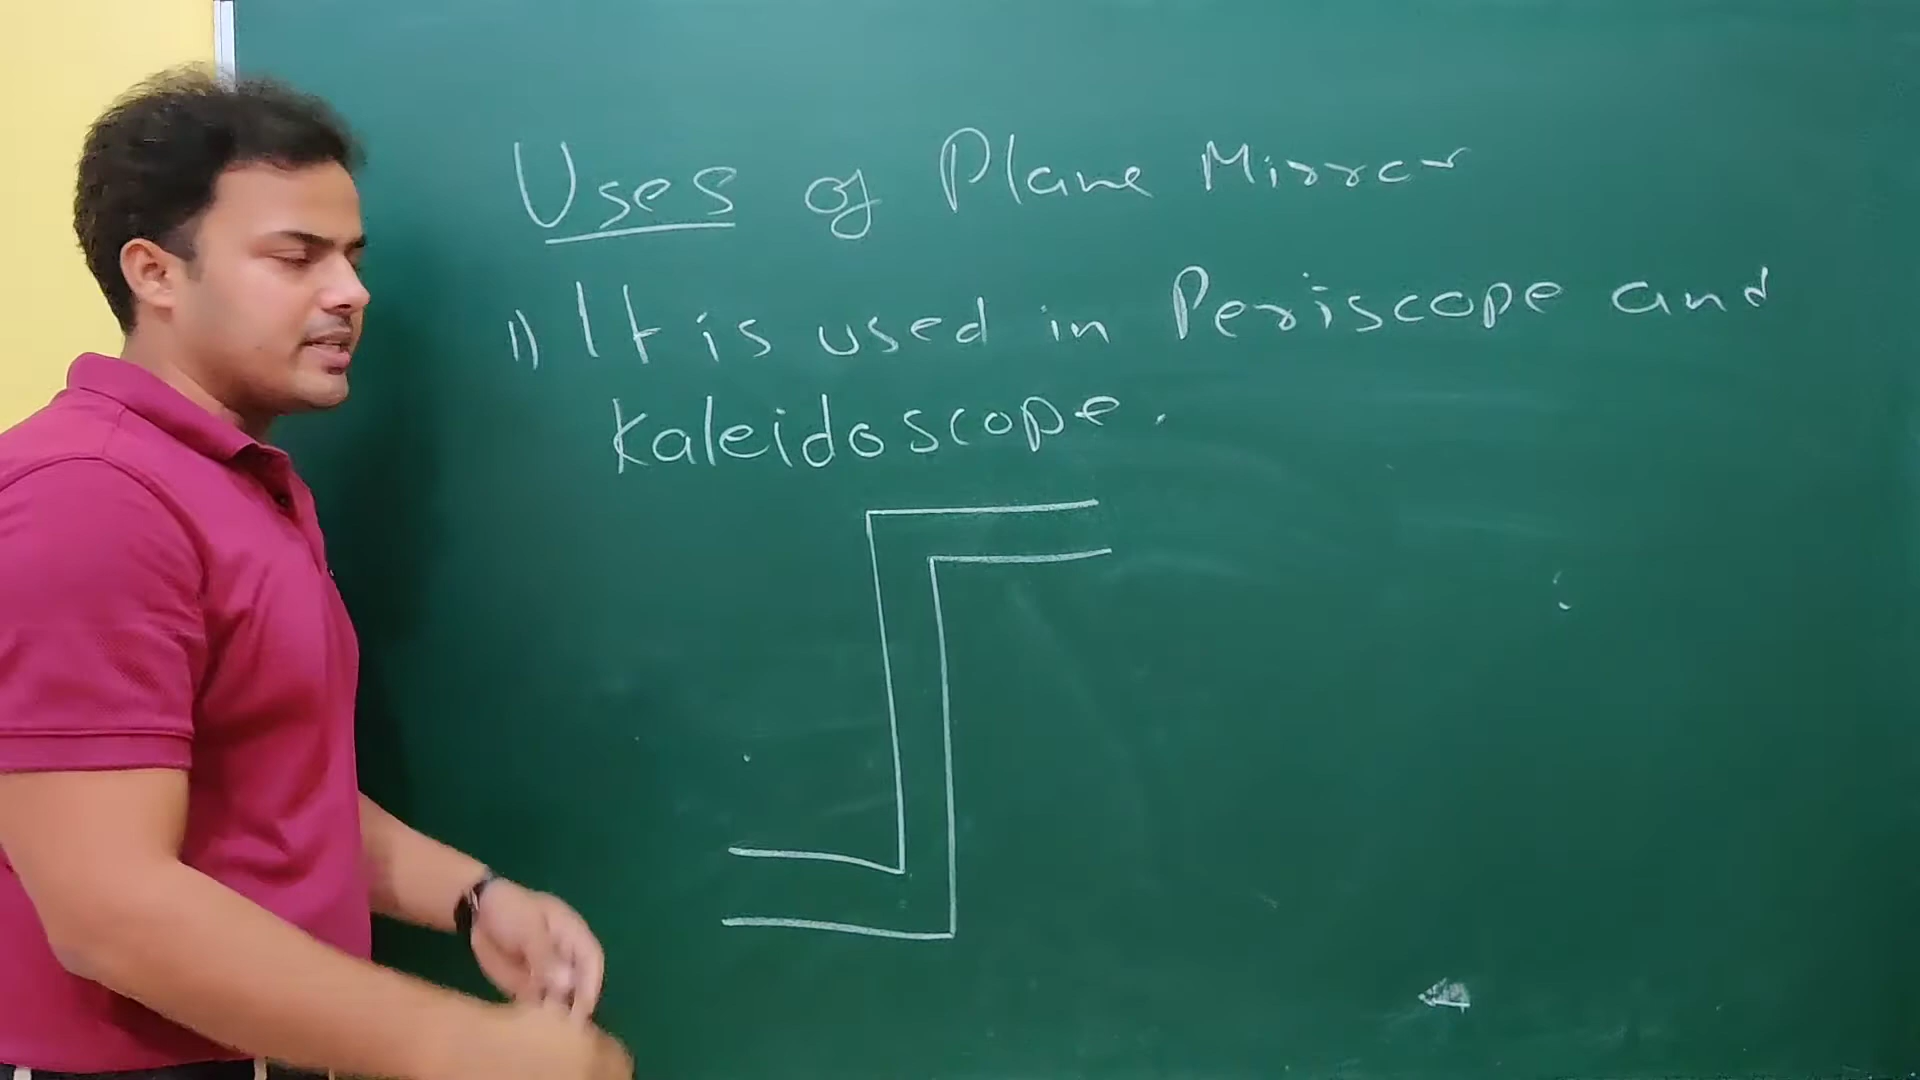 Uses of Plane Mirror
1) It is used in Periscope and
Kaleidoscope.